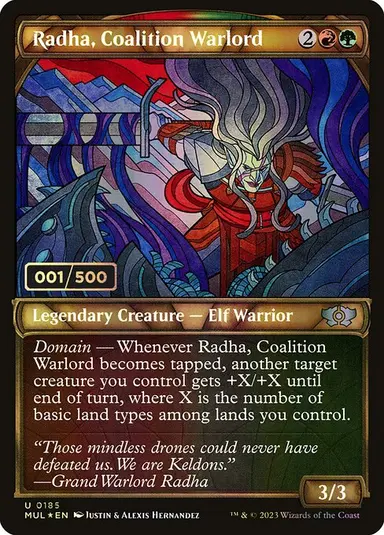 Radha, Coalition Warlord 2
001/500
Legendary Creature — Elf Warrior
Domain — Whenever Radha, Coalition
Warlord becomes tapped, another target
creature you control gets +X/+X until
end of turn, where X is the number of
basic land types among lands you control.
“Those mindless drones could never have
defeated us. We are Keldons.”
—Grand Warlord Radha
3/3
U 0185
MUL★EN Justin & Alexis Hernandez
™ & © 2023 Wizards of the Coast